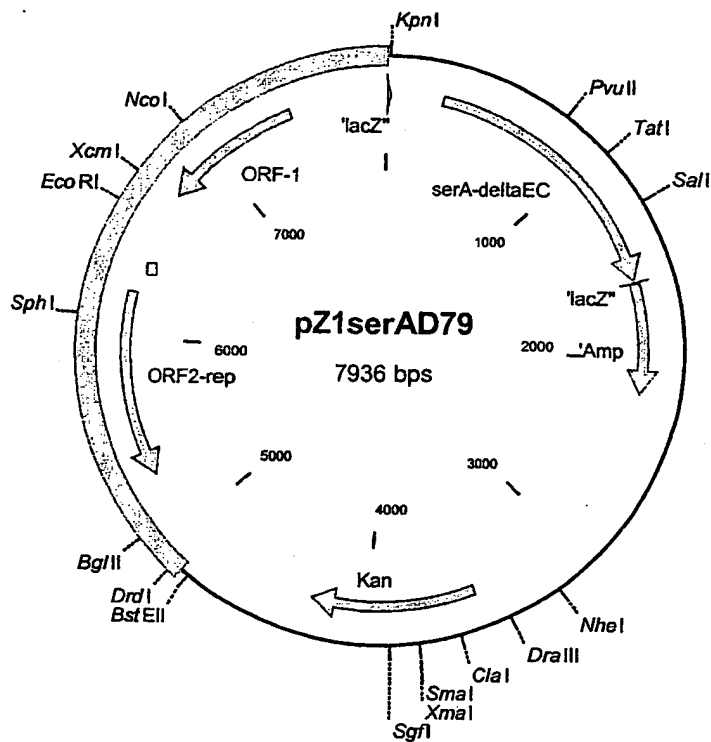 KpnI
NcoI
PvuII
'lacZ"
TatI
XcmI
ORF-1
serA-deltaEC
SalI
EcoRI
7000
1000
SphI
'lacZ"
pZ1serAD79
6000
2000
'Amp
ORF2-rep
7936 bps
5000
3000
4000
BglII
Kan
DrdI
BstEII
NheI
DraIII
ClaI
SmaI
XmaI
SgfI